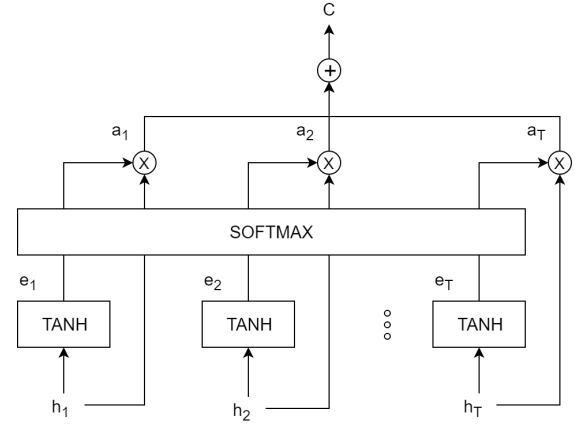 C
+
a1 a2 aT
X X X
SOFTMAX
e1 e2 eT
TANH TANH TANH
h1 h2 hT